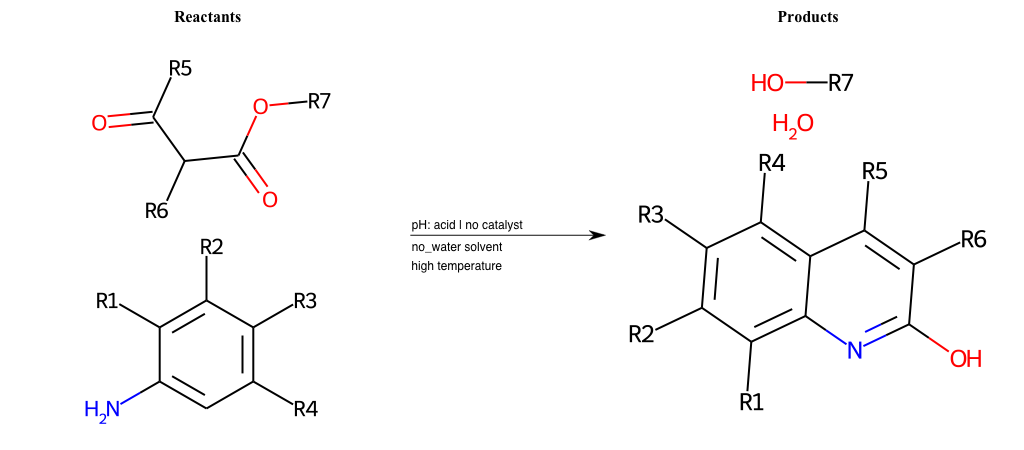 Reactants
Products
R5
O
O
R7
O
R6
HO
R7
H2O
R4
R5
R3
R6
R2
N
OH
R1
pH: acid | no catalyst
no_water solvent
high temperature
R2
R1
R3
H2N
R4